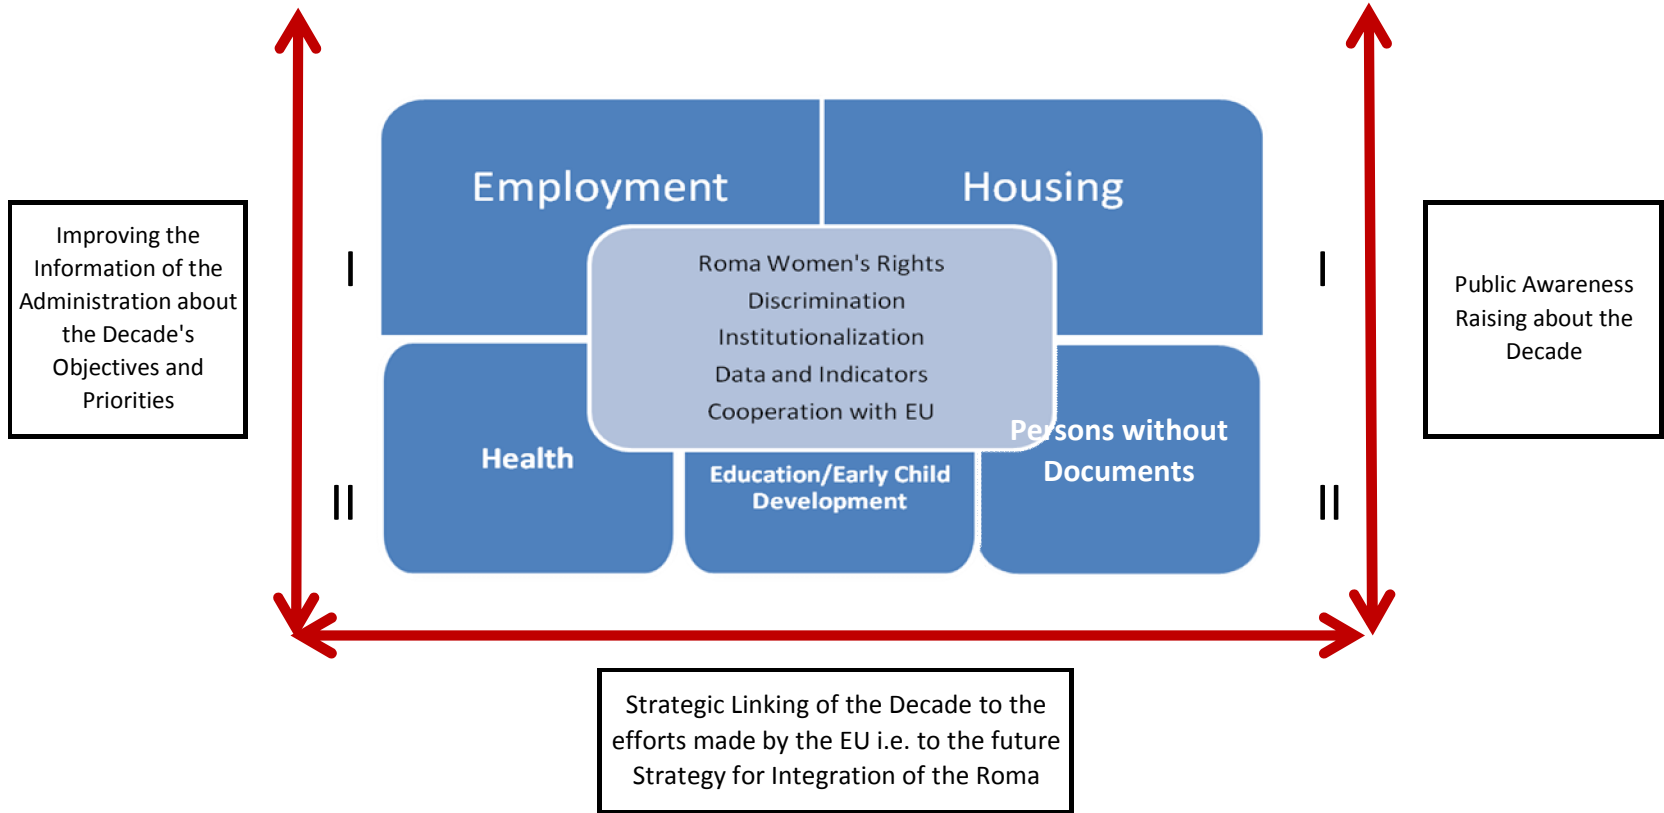 Employment
Housing
Improving the
Information of the
Administration about
the Decade's
Objectives and
Priorities
I
Roma Women's Rights
Discrimination
Institutionalization
Data and Indicators
Cooperation with EU
I
Public Awareness
Raising about the
Decade
II
Health
Education/Early Child
Development
Persons without
Documents
II
Strategic Linking of the Decade to the
efforts made by the EU i.e. to the future
Strategy for Integration of the Roma